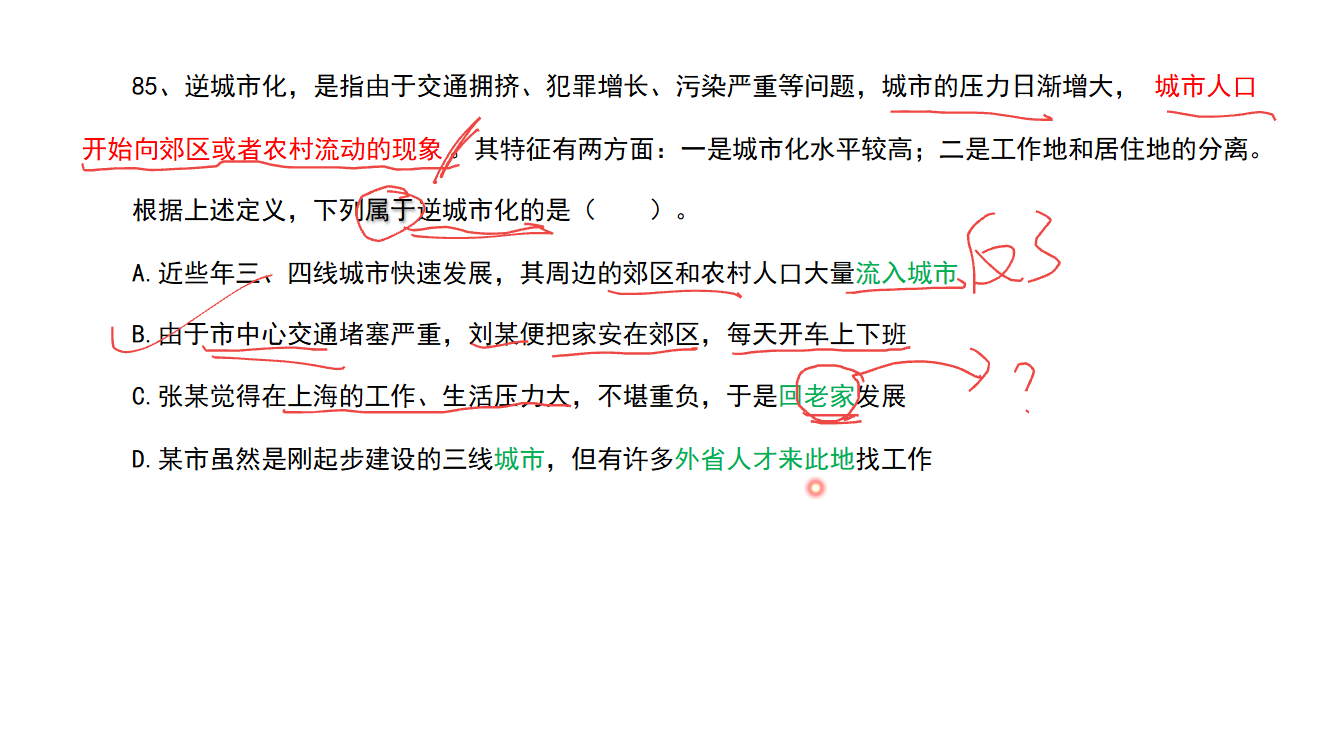 85、逆城市化，是指由于交通拥挤、犯罪增长、污染严重等问题，城市的压力日渐增大， 城市人口
开始向郊区或者农村流动的现象。其特征有两方面：一是城市化水平较高；二是工作地和居住地的分离。
根据上述定义，下列属于逆城市化的是（ ）。
A.近些年三、四线城市快速发展，其周边的郊区和农村人口大量流入城市
反了
B.由于市中心交通堵塞严重，刘某便把家安在郊区，每天开车上下班
C.张某觉得在上海的工作、生活压力大，不堪重负，于是回老家发展
？
D.某市虽然是刚起步建设的三线城市，但有许多外省人才来此地找工作